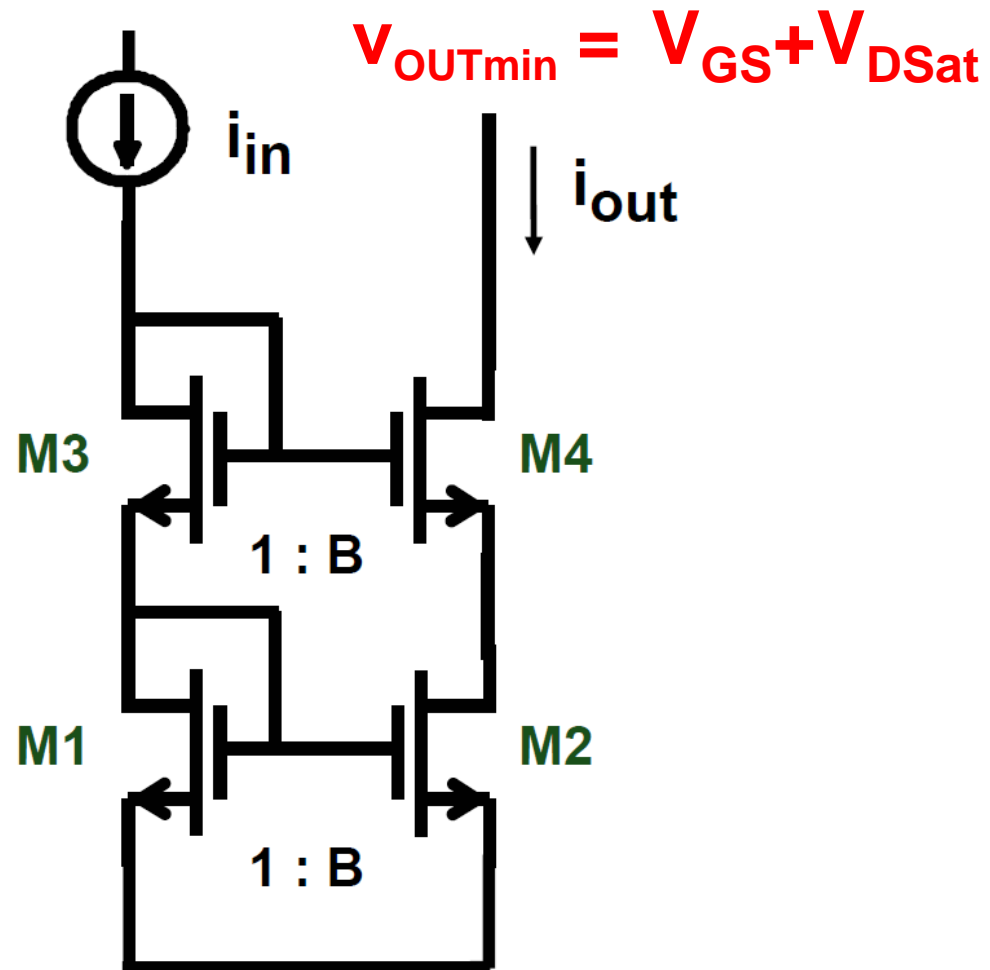 vOUTmin = VGS+VDSat
iin
iout
M3 M4
1 : B
M1 M2
1 : B